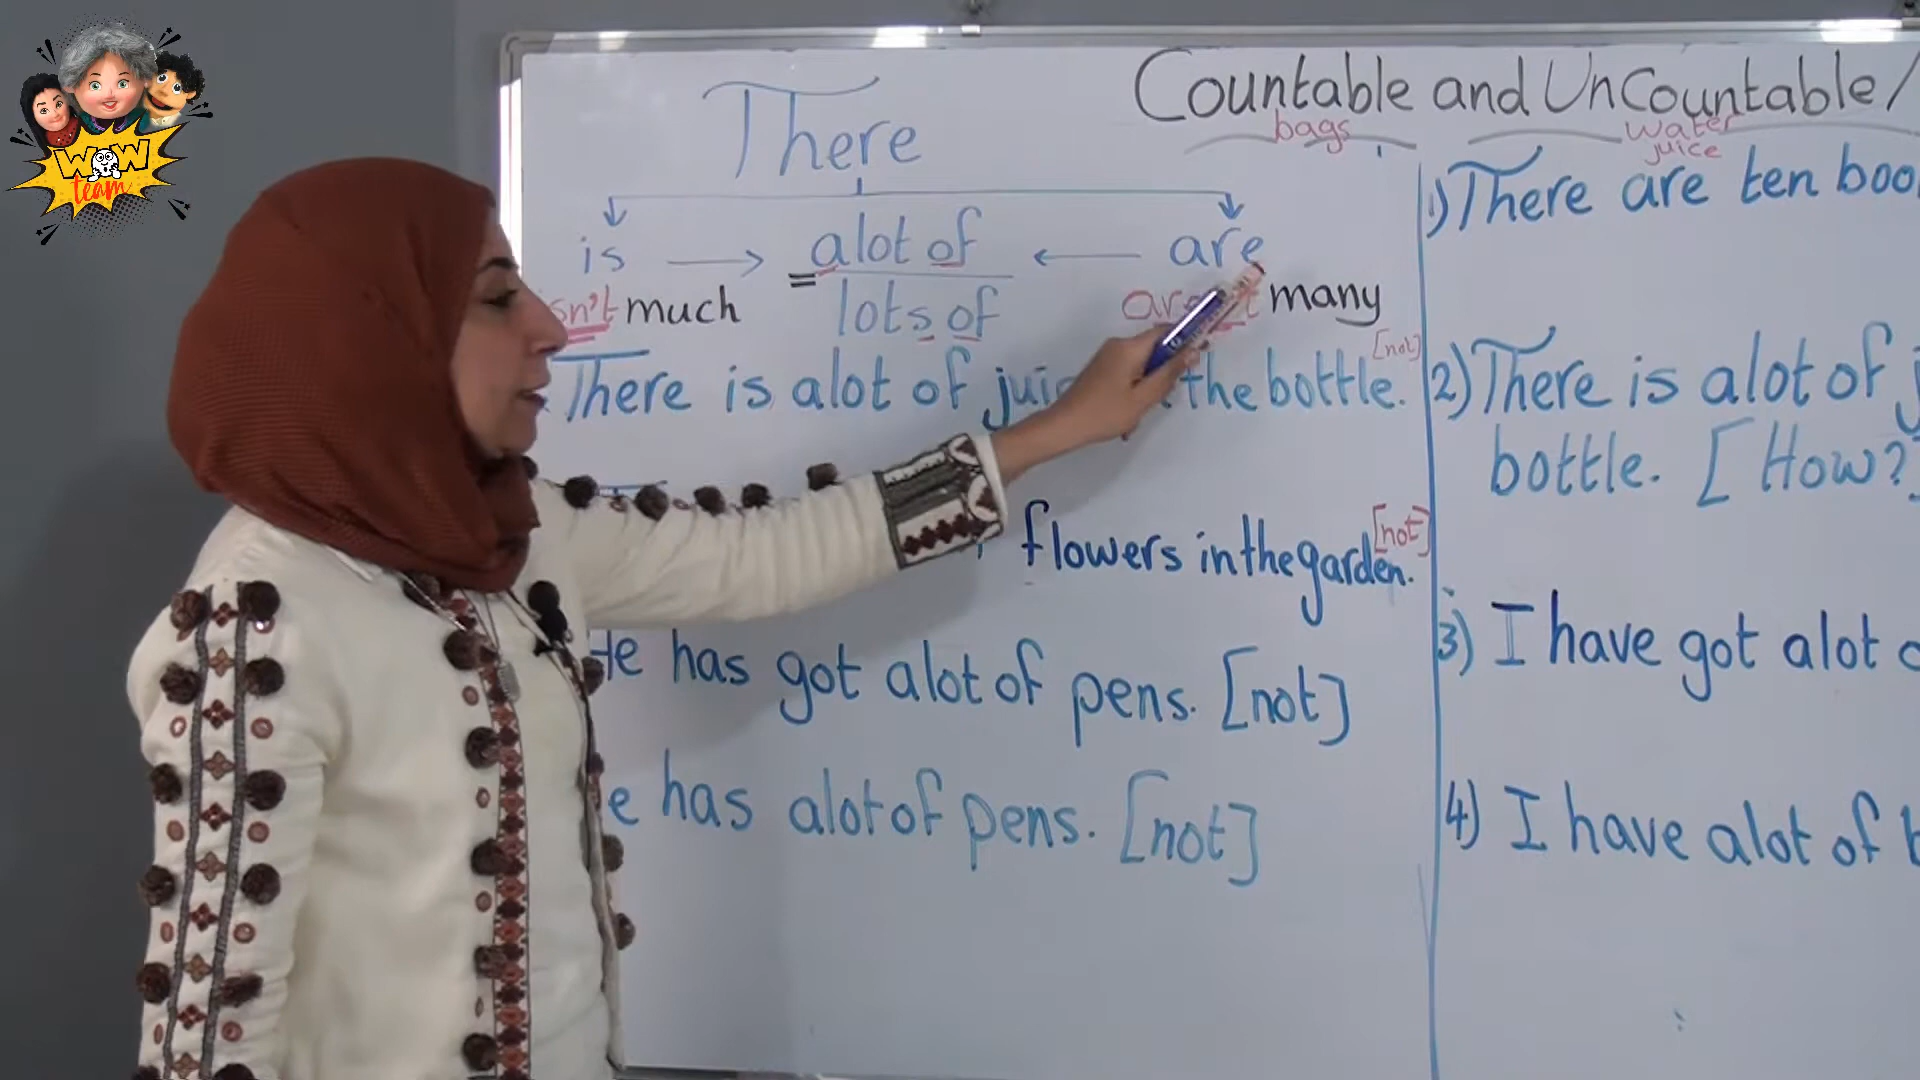 WOW
team
Countable and UnCountable/
bags
water
juice
There
is → alot of ← are
isn't much = lots of aren't many
There is alot of the bottle. [not]
flowers in the garden. [not]
He has got alot of pens. [not]
has alot of pens. [not]
1) There are ten
2) There is alot of
bottle. [How?]
3) I have got alot
4) I have alot of